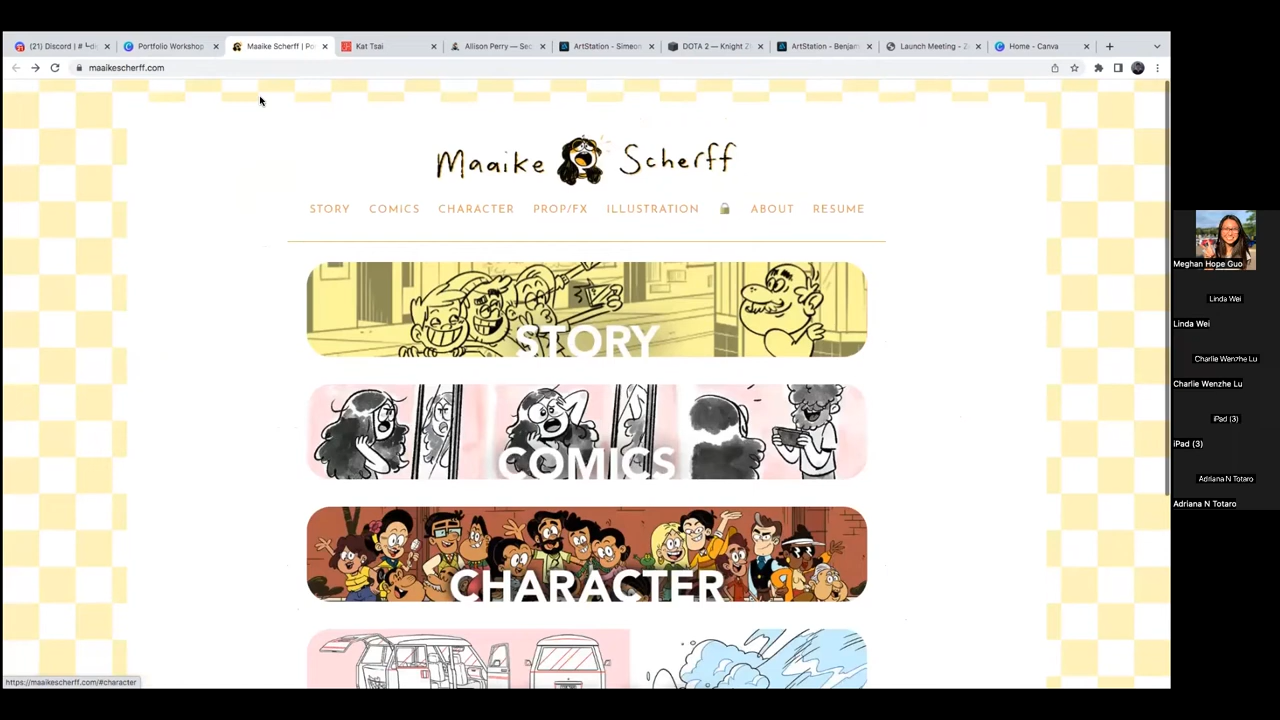 (21) Discord | #
Portfolio Workshop
Maaike Scherff | Po
Kat Tsai
Allison Perry — Sec
ArtStation - Simeon
DOTA 2 — Knight
ArtStation - Benja
Launch Meeting - Z
Home - Canva
maaikescherff.com
Maaike Scherff
STORY COMICS CHARACTER PROP/FX ILLUSTRATION ABOUT RESUME
STORY
COMICS
CHARACTER
https://maaikescherff.com/#character
Meghan Hope Guo
Linda Wei
Linda Wei
Charlie Wenzhe Lu
Charlie Wenzhe Lu
iPad (3)
iPad (3)
Adriana N Totaro
Adriana N Totaro